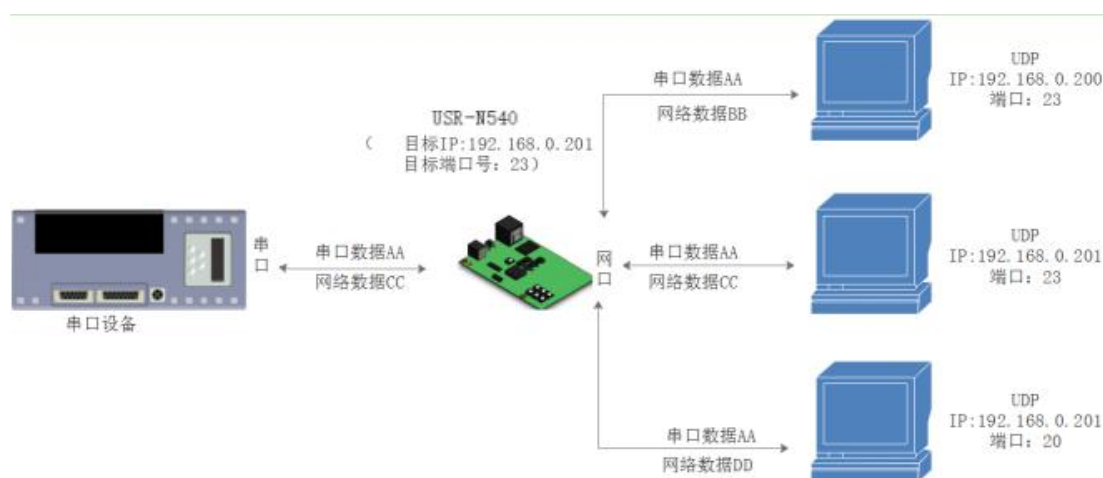 串口数据AA
网络数据BB
UDP
IP:192.168.0.200
端口：23
USR-N540
（ 目标IP:192.168.0.201
目标端口号：23）
串口
串口数据AA
网络数据CC
网口
串口数据AA
网络数据CC
UDP
IP:192.168.0.201
端口：23
串口设备
串口数据AA
网络数据DD
UDP
IP:192.168.0.201
端口：20